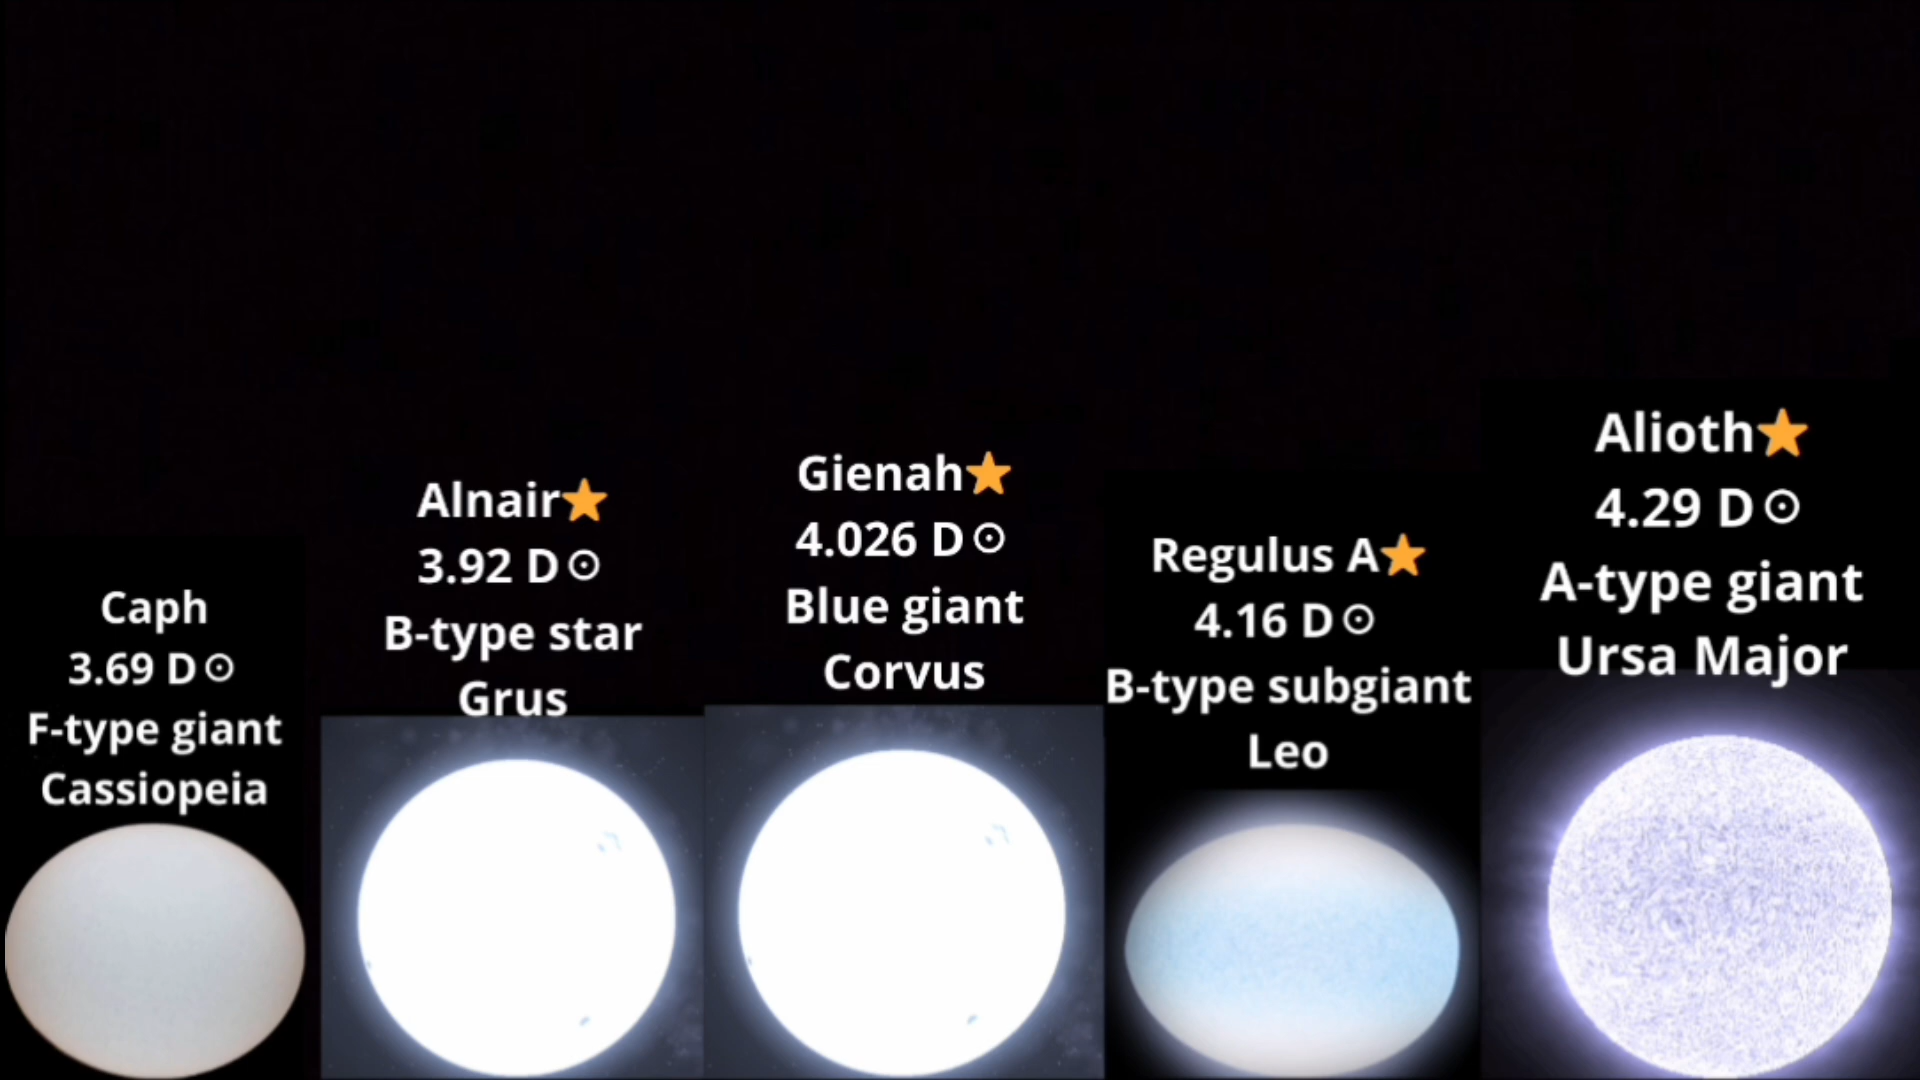 Caph
3.69 D☉
F-type giant
Cassiopeia
Alnair⭐
3.92 D☉
B-type star
Grus
Gienah⭐
4.026 D☉
Blue giant
Corvus
Regulus A⭐
4.16 D☉
B-type subgiant
Leo
Alioth⭐
4.29 D☉
A-type giant
Ursa Major